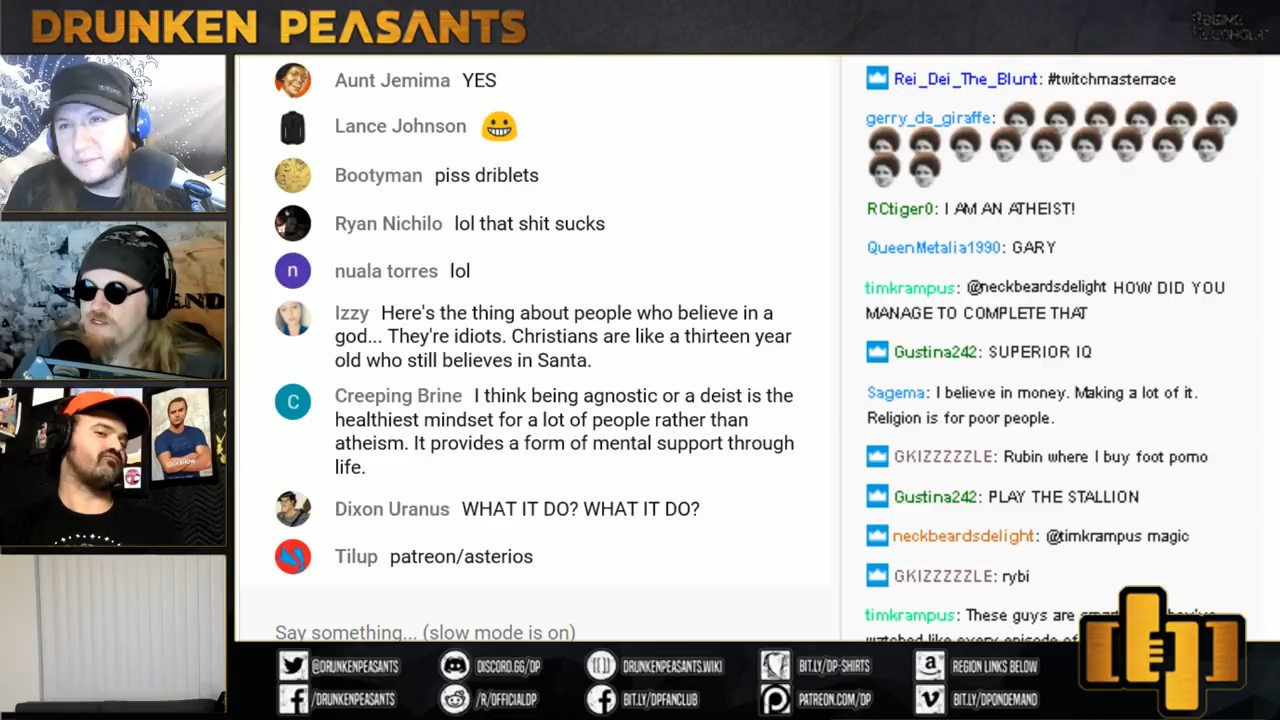 DRUNKEN PEASANTS
Aunt Jemima YES
Lance Johnson
Bootyman piss driblets
Ryan Nichilo lol that shit sucks
n
nuala torres lol
Izzy Here's the thing about people who believe in a
god... They're idiots. Christians are like a thirteen year
old who still believes in Santa.
C
Creeping Brine I think being agnostic or a deist is the
healthiest mindset for a lot of people rather than
atheism. It provides a form of mental support through
life.
Dixon Uranus WHAT IT DO? WHAT IT DO?
Tilup patreon/asterios
Say something... (slow mode is on)
Rei_Dei_The_Blunt: #twitchmasterrace
gerry_da_giraffe:
RCtiger0: I AM AN ATHEIST!
QueenMetalia1990: GARY
timkrampus: @neckbeardsdelight HOW DID YOU
MANAGE TO COMPLETE THAT
Gustina242: SUPERIOR IQ
Sagema: I believe in money. Making a lot of it.
Religion is for poor people.
GKIZZZZZLE: Rubin where I buy foot porno
Gustina242: PLAY THE STALLION
neckbeardsdelight: @timkrampus magic
GKIZZZZZLE: rybi
timkrampus: These guys are
watched like every episode of
@DRUNKENPEASANTS
DISCORD.GG/DP
DRUNKENPEASANTS.WIKI
BIT.LY/DP-SHIRTS
REGION LINKS BELOW
/DRUNKENPEASANTS
/R/OFFICIALDP
BIT.LY/DPFANCLUB
PATREON.COM/DP
BIT.LY/DPONDEMAND